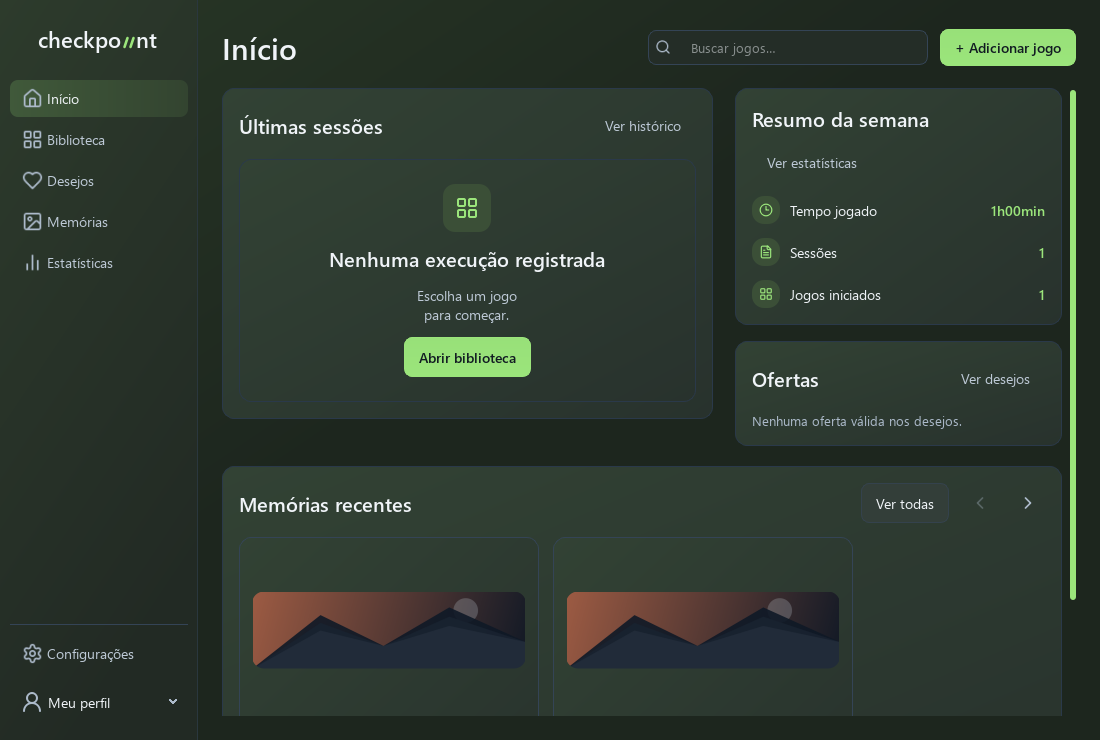 checkpo//nt
Início
Biblioteca
Desejos
Memórias
Estatísticas
Configurações
Meu perfil
Início
Buscar jogos...
+ Adicionar jogo
Últimas sessões
Ver histórico
Nenhuma execução registrada
Escolha um jogo
para começar.
Abrir biblioteca
Resumo da semana
Ver estatísticas
Tempo jogado 1h00min
Sessões 1
Jogos iniciados 1
Ofertas
Ver desejos
Nenhuma oferta válida nos desejos.
Memórias recentes
Ver todas